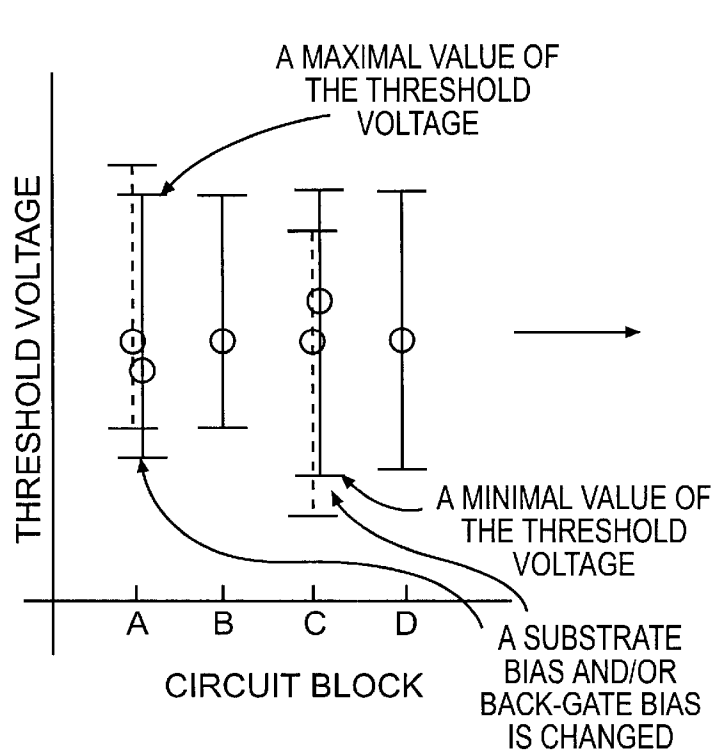 A MAXIMAL VALUE OF
THE THRESHOLD
VOLTAGE
THRESHOLD VOLTAGE
A MINIMAL VALUE OF
THE THRESHOLD
VOLTAGE
A B C D
CIRCUIT BLOCK
A SUBSTRATE
BIAS AND/OR
BACK-GATE BIAS
IS CHANGED